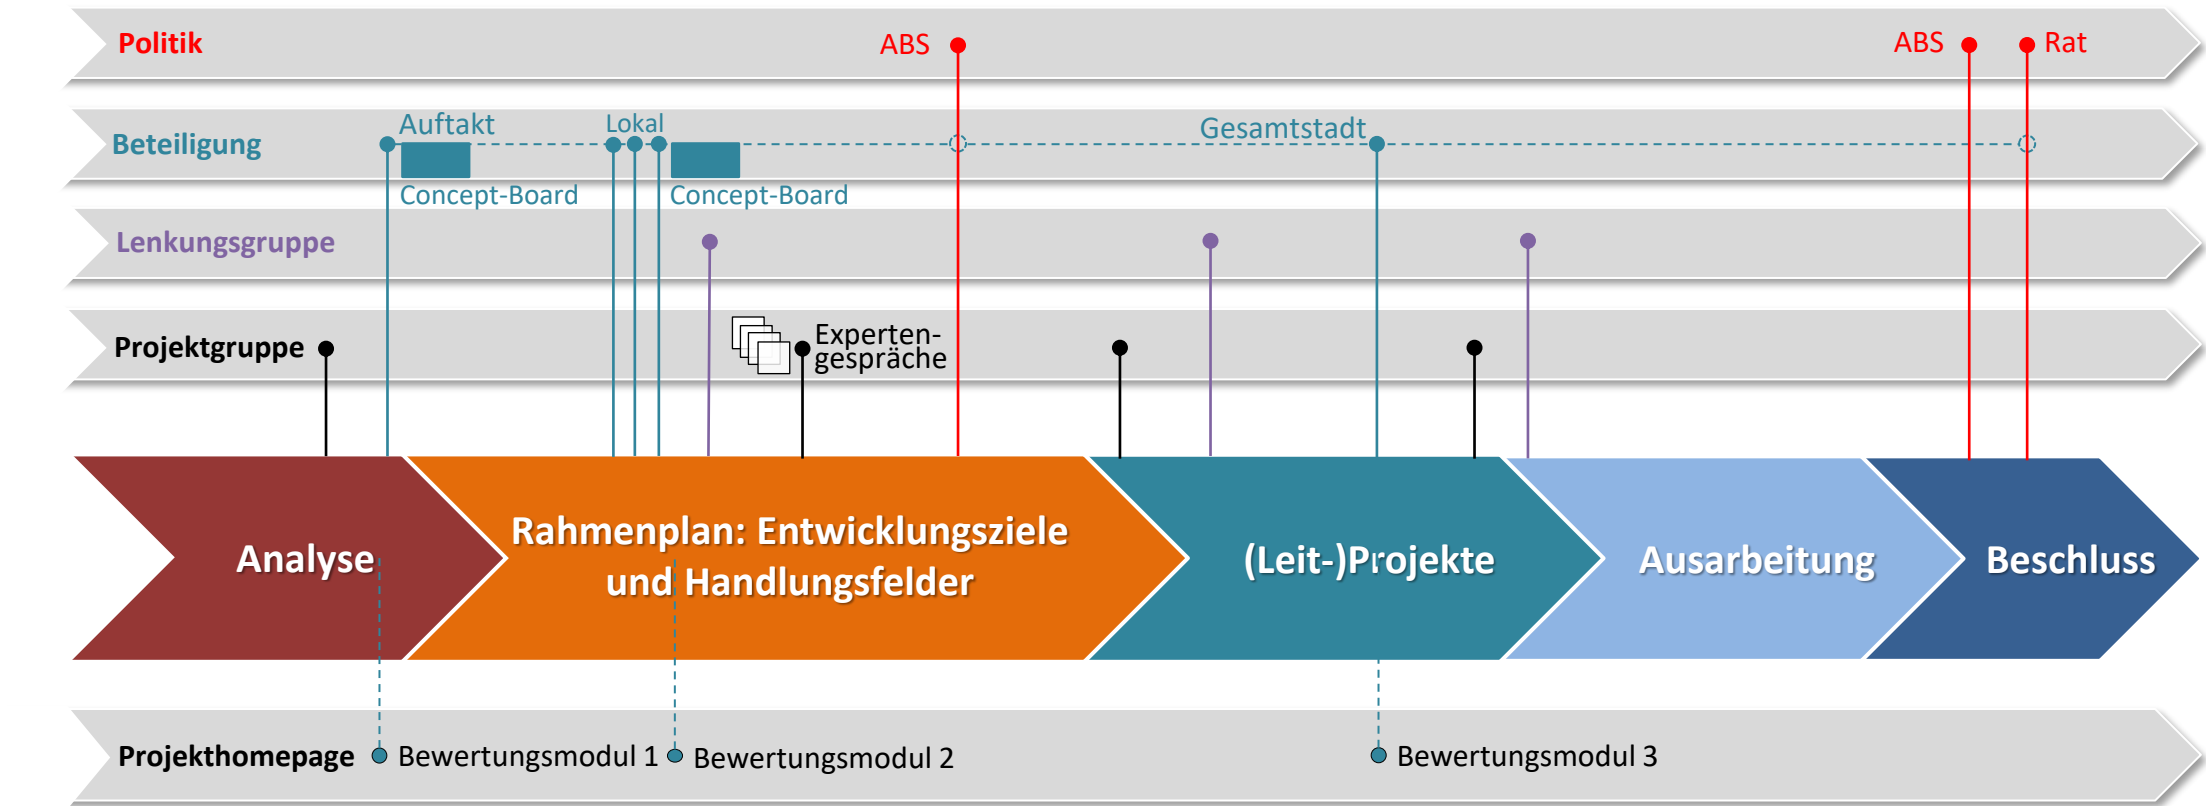 Politik
ABS
ABS
Rat
Beteiligung
Auftakt
Lokal
Gesamtstadt
Concept-Board
Concept-Board
Lenkungsgruppe
Projektgruppe
Experten-
gespräche
Analyse
Rahmenplan: Entwicklungsziele
und Handlungsfelder
(Leit-)Projekte
Ausarbeitung
Beschluss
Projekthomepage
Bewertungsmodul 1
Bewertungsmodul 2
Bewertungsmodul 3